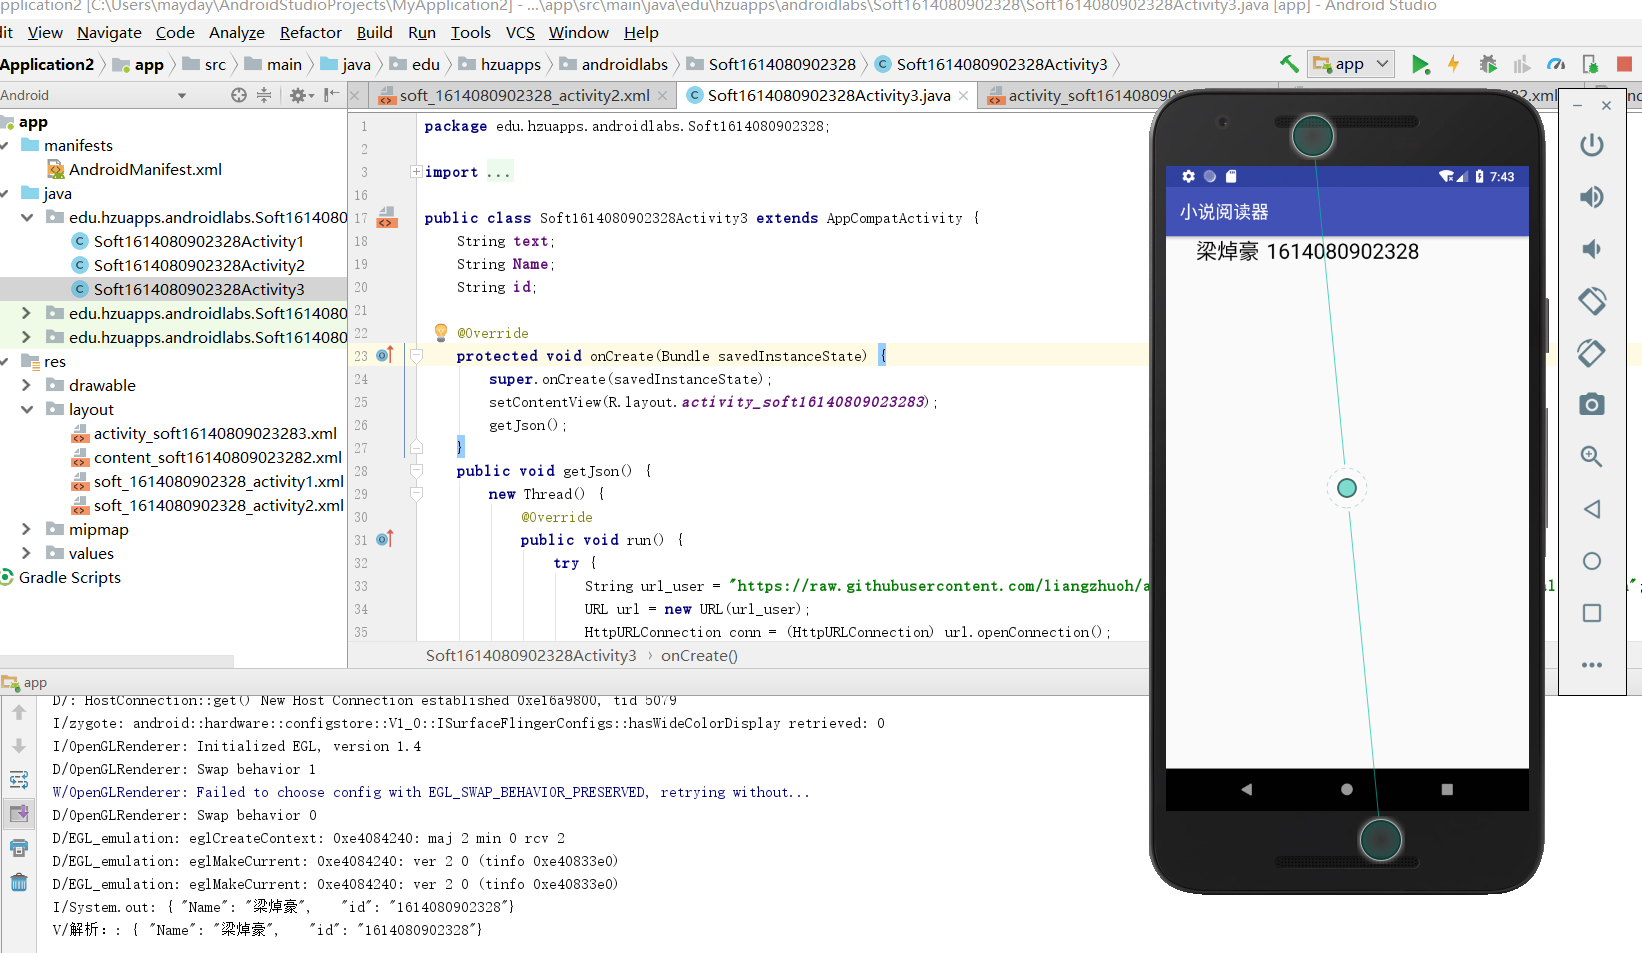 pplication2 [C:\Users\mayday\AndroidStudioProjects\MyApplication2] - ...\app\src\main\java\edu\hzuapps\androidlabs\Soft1614080902328\Soft1614080902328Activity3.java [app] - Android Studio
dit View Navigate Code Analyze Refactor Build Run Tools VCS Window Help
Application2 app src main java edu hzuapps androidlabs Soft1614080902328 Soft1614080902328Activity3 app
Android
soft_1614080902328_activity2.xml Soft1614080902328Activity3.java activity_soft1614080902 82.xml
app
manifests
AndroidManifest.xml
java
edu.hzuapps.androidlabs.Soft1614080
Soft1614080902328Activity1
Soft1614080902328Activity2
Soft1614080902328Activity3
edu.hzuapps.androidlabs.Soft1614080
edu.hzuapps.androidlabs.Soft1614080
res
drawable
layout
activity_soft16140809023283.xml
content_soft16140809023282.xml
soft_1614080902328_activity1.xml
soft_1614080902328_activity2.xml
mipmap
values
Gradle Scripts
1 package edu.hzuapps.androidlabs.Soft1614080902328;
2
3 import ...
16
17 public class Soft1614080902328Activity3 extends AppCompatActivity {
18 String text;
19 String Name;
20 String id;
21
22 @Override
23 protected void onCreate(Bundle savedInstanceState) {
24 super.onCreate(savedInstanceState);
25 setContentView(R.layout.activity_soft16140809023283);
26 getJson();
27 }
28 public void getJson() {
29 new Thread() {
30 @Override
31 public void run() {
32 try {
33 String url_user = "https://raw.githubusercontent.com/liangzhuoh/a
34 URL url = new URL(url_user);
35 HttpURLConnection conn = (HttpURLConnection) url.openConnection();
Soft1614080902328Activity3 › onCreate()
7:43
小说阅读器
梁焯豪 1614080902328
app
D/: HostConnection::get() New Host Connection established 0xe16a9800, tid 5079
I/zygote: android::hardware::configstore::V1_0::ISurfaceFlingerConfigs::hasWideColorDisplay retrieved: 0
I/OpenGLRenderer: Initialized EGL, version 1.4
D/OpenGLRenderer: Swap behavior 1
W/OpenGLRenderer: Failed to choose config with EGL_SWAP_BEHAVIOR_PRESERVED, retrying without...
D/OpenGLRenderer: Swap behavior 0
D/EGL_emulation: eglCreateContext: 0xe4084240: maj 2 min 0 rcv 2
D/EGL_emulation: eglMakeCurrent: 0xe4084240: ver 2 0 (tinfo 0xe40833e0)
D/EGL_emulation: eglMakeCurrent: 0xe4084240: ver 2 0 (tinfo 0xe40833e0)
I/System.out: { "Name": "梁焯豪", "id": "1614080902328"}
V/解析:: { "Name": "梁焯豪", "id": "1614080902328"}